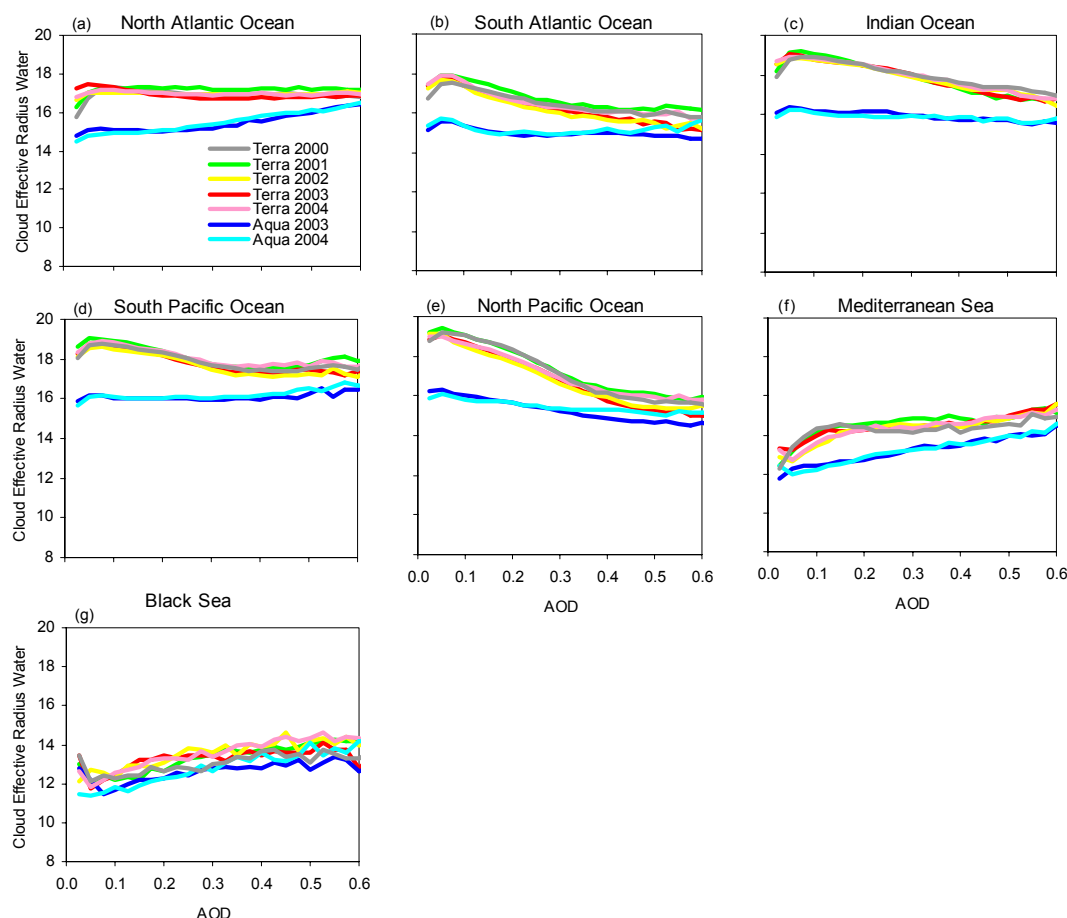 (a) North Atlantic Ocean
(b) South Atlantic Ocean
(c) Indian Ocean
Cloud Effective Radius Water
20
18
16
14
12
10
8
Terra 2000
Terra 2001
Terra 2002
Terra 2003
Terra 2004
Aqua 2003
Aqua 2004
(d) South Pacific Ocean
(e) North Pacific Ocean
(f) Mediterranean Sea
Cloud Effective Radius Water
20
18
16
14
12
10
8
0.0 0.1 0.2 0.3 0.4 0.5 0.6
AOD
0.0 0.1 0.2 0.3 0.4 0.5 0.6
AOD
(g) Black Sea
Cloud Effective Radius Water
20
18
16
14
12
10
8
0.0 0.1 0.2 0.3 0.4 0.5 0.6
AOD